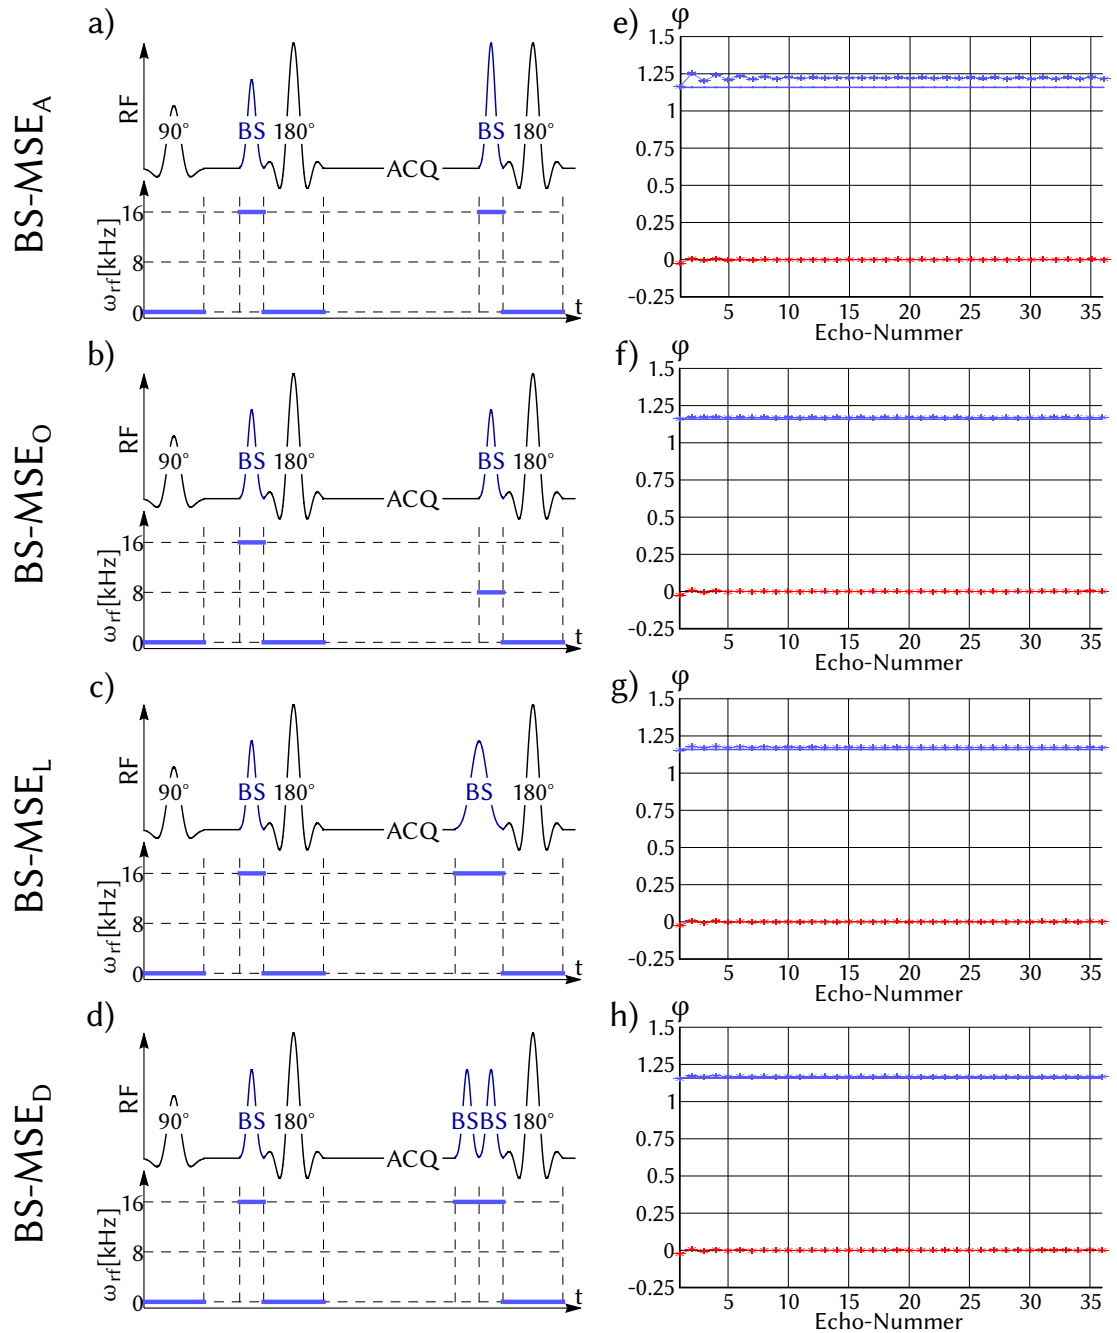 BS-MSE_A
a)
RF
90°
BS
180°
ACQ
BS
180°
ω_rf[kHz]
16
8
0
t
e)
φ
1.5
1.25
1
0.75
0.5
0.25
0
-0.25
5 10 15 20 25 30 35
Echo-Nummer
BS-MSE_O
b)
RF
90°
BS
180°
ACQ
BS
180°
ω_rf[kHz]
16
8
0
t
f)
φ
1.5
1.25
1
0.75
0.5
0.25
0
-0.25
5 10 15 20 25 30 35
Echo-Nummer
BS-MSE_L
c)
RF
90°
BS
180°
ACQ
BS
180°
ω_rf[kHz]
16
8
0
t
g)
φ
1.5
1.25
1
0.75
0.5
0.25
0
-0.25
5 10 15 20 25 30 35
Echo-Nummer
BS-MSE_D
d)
RF
90°
BS
180°
ACQ
BS
BS
180°
ω_rf[kHz]
16
8
0
t
h)
φ
1.5
1.25
1
0.75
0.5
0.25
0
-0.25
5 10 15 20 25 30 35
Echo-Nummer